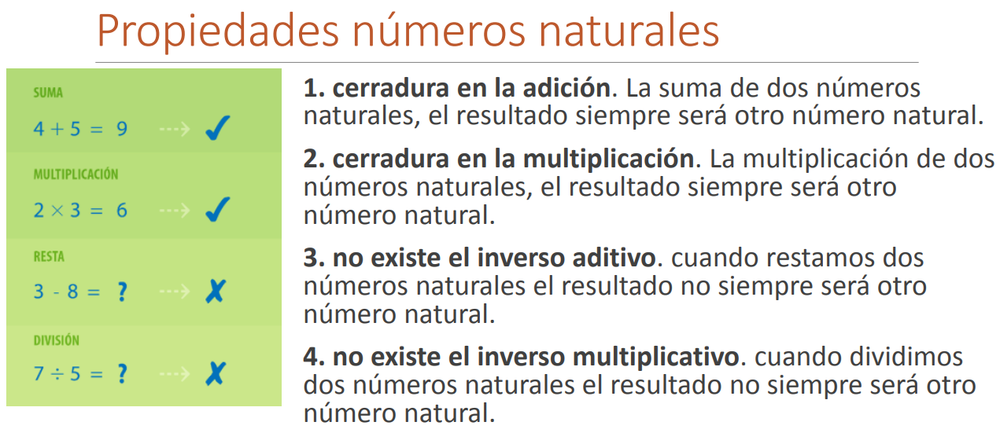 Propiedades números naturales
SUMA
4 + 5 = 9
MULTIPLICACIÓN
2 × 3 = 6
RESTA
3 - 8 = ?
DIVISIÓN
7 ÷ 5 = ?
1. cerradura en la adición. La suma de dos números
naturales, el resultado siempre será otro número natural.
2. cerradura en la multiplicación. La multiplicación de dos
números naturales, el resultado siempre será otro
número natural.
3. no existe el inverso aditivo. cuando restamos dos
números naturales el resultado no siempre será otro
número natural.
4. no existe el inverso multiplicativo. cuando dividimos
dos números naturales el resultado no siempre será otro
número natural.